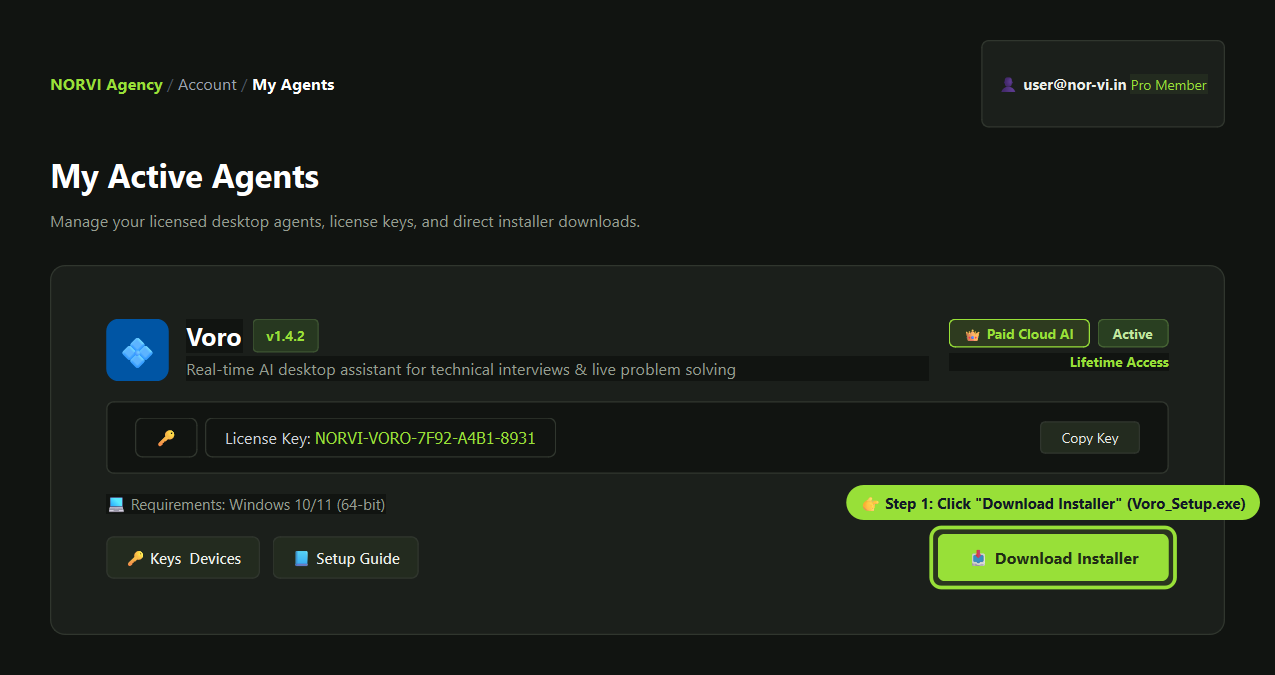 NORVI Agency / Account / My Agents
👤 user@nor-vi.in Pro Member
My Active Agents
Manage your licensed desktop agents, license keys, and direct installer downloads.
Voro v1.4.2
👑 Paid Cloud AI Active
Real-time AI desktop assistant for technical interviews & live problem solving
Lifetime Access
🔑 License Key: NORVI-VORO-7F92-A4B1-8931 Copy Key
💻 Requirements: Windows 10/11 (64-bit)
👉 Step 1: Click "Download Installer" (Voro_Setup.exe)
🔑 Keys Devices 📘 Setup Guide 📥 Download Installer